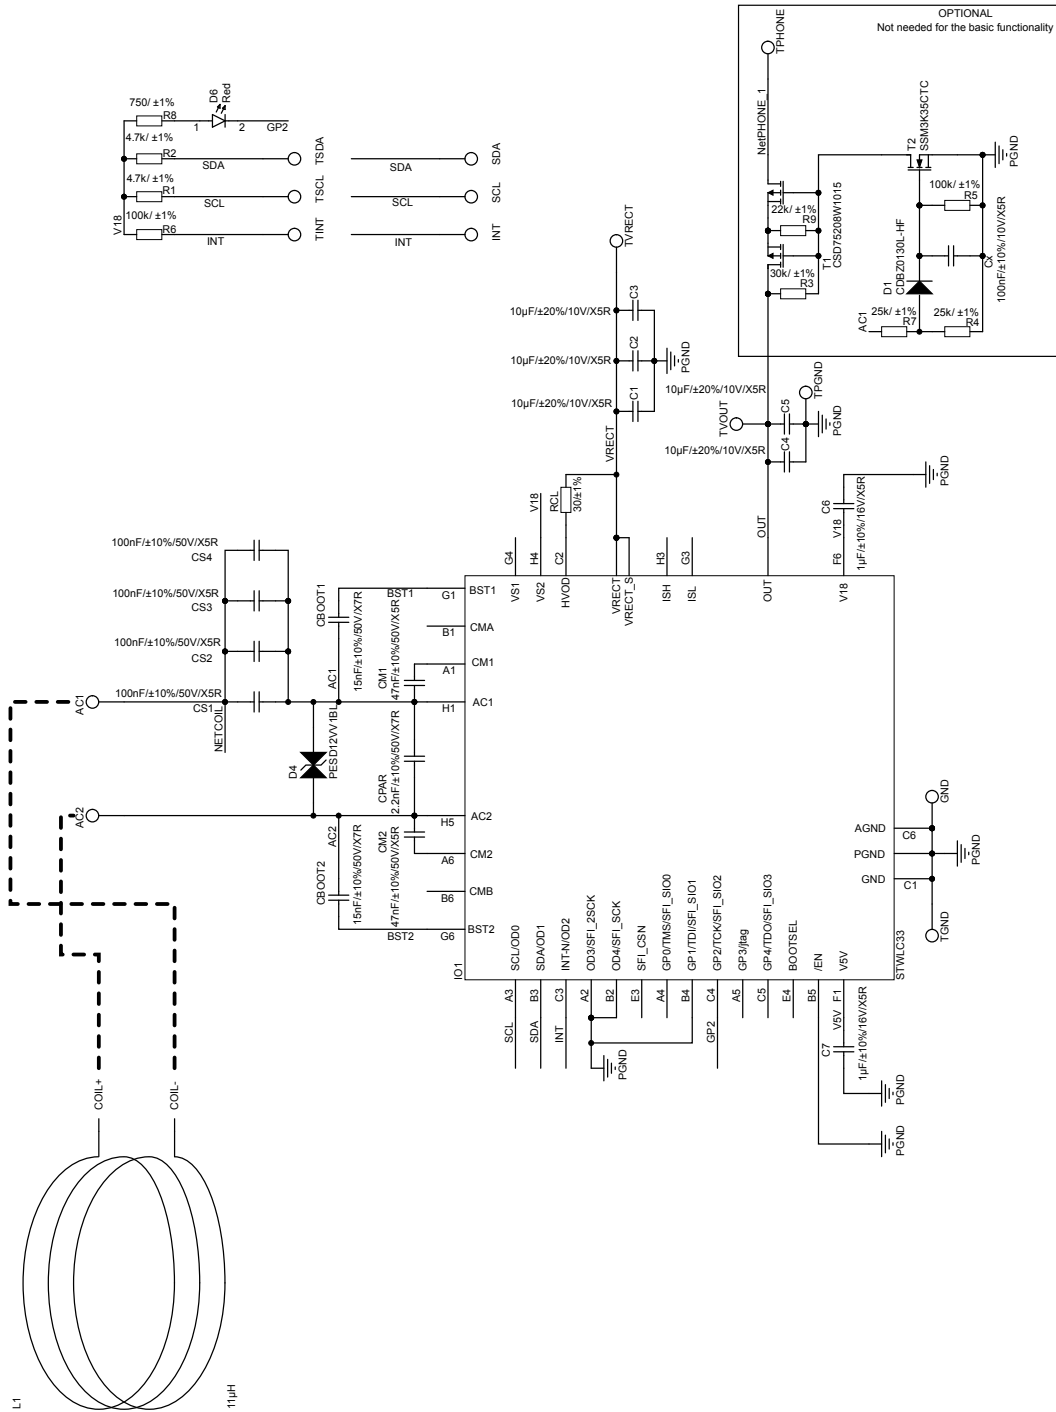 OPTIONAL
Not needed for the basic functionality
TPHONE
NetPHONE_1
T2
SSM3K35CTC
PGND
100k/ ±1%
R5
22k/ ±1%
R9
T1
CSD75208W1015
30k/ ±1%
R3
D1
CDBZ0130L-HF
Cx
100nF/±10%/10V/X5R
AC1
25k/ ±1%
R7
25k/ ±1%
R4
750/ ±1%
R8
D6
Red
1
2
GP2
4.7k/ ±1%
R2
SDA
TSDA
SDA
SDA
4.7k/ ±1%
R1
SCL
TSCL
SCL
SCL
V18
100k/ ±1%
R6
INT
TINT
INT
INT
TVRECT
10µF/±20%/10V/X5R
C3
10µF/±20%/10V/X5R
C2
PGND
10µF/±20%/10V/X5R
C1
VRECT
10µF/±20%/10V/X5R
TPGND
TVOUT
C5
PGND
10µF/±20%/10V/X5R
C4
RCL
30/±1%
V18
OUT
C6
V18
1µF/±10%/16V/X5R
PGND
G4
H4
C2
H3
G3
F6
VS1
VS2
HVOD
VRECT
VRECT_S
ISH
ISL
OUT
V18
100nF/±10%/50V/X5R
CS4
100nF/±10%/50V/X5R
CS3
100nF/±10%/50V/X5R
CS2
100nF/±10%/50V/X5R
CS1
AC1
NETCOIL
D4
PESD12VV1BL
AC2
CBOOT1
15nF/±10%/50V/X7R
BST1
G1
BST1
B1
CMA
AC1
CM1
47nF/±10%/50V/X5R
A1
CM1
H1
AC1
CPAR
2.2nF/±10%/50V/X7R
H5
AC2
AC2
CM2
47nF/±10%/50V/X5R
A6
CM2
B6
CMB
CBOOT2
15nF/±10%/50V/X7R
BST2
G6
BST2
AGND
C6
PGND
GND
C1
GND
PGND
TGND
IO1
STWLC33
SCL/OD0
SDA/OD1
INT-N/OD2
OD3/SFI_2SCK
OD4/SFI_SCK
SFI_CSN
GP0/TMS/SFI_SIO0
GP1/TDI/SFI_SIO1
GP2/TCK/SFI_SIO2
GP3/jtag
GP4/TDO/SFI_SIO3
BOOTSEL
/EN
V5V
A3
B3
C3
A2
B2
E3
A4
B4
C4
A5
C5
E4
B5
F1
SCL
SDA
INT
PGND
GP2
V5V
C7
1µF/±10%/16V/X5R
PGND
PGND
COIL+
COIL-
L1
11µH